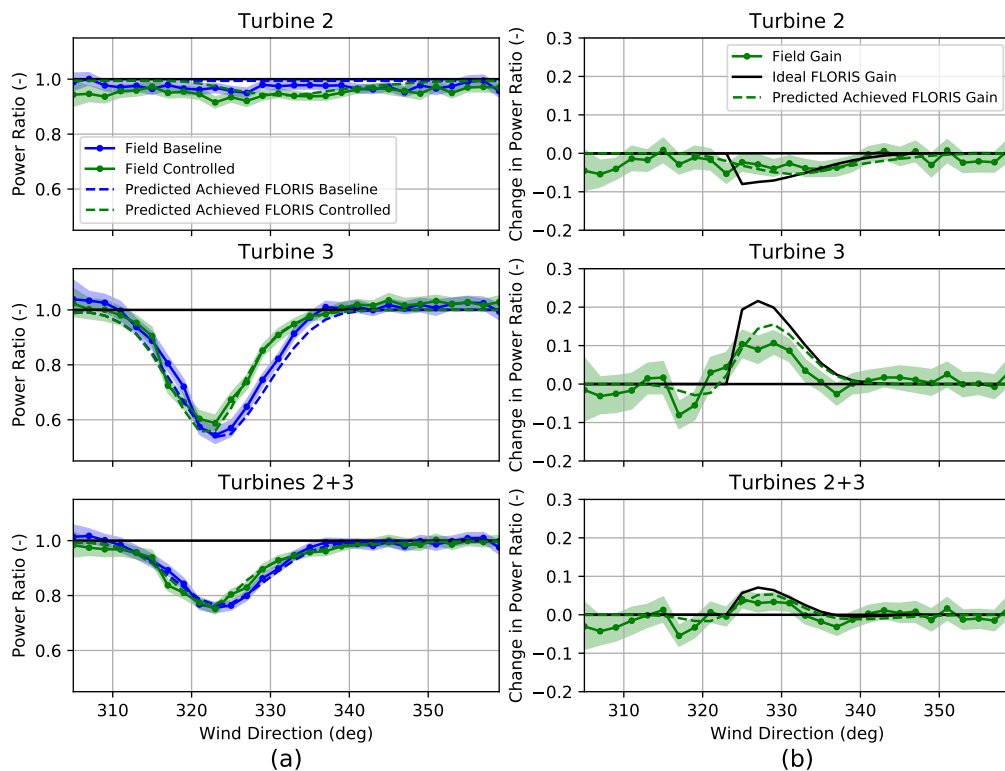 Turbine 2
Power Ratio (-)
1.0
0.8
0.6
Field Baseline
Field Controlled
Predicted Achieved FLORIS Baseline
Predicted Achieved FLORIS Controlled
Turbine 3
Power Ratio (-)
1.0
0.8
0.6
Turbines 2+3
Power Ratio (-)
1.0
0.8
0.6
310 320 330 340 350
Wind Direction (deg)
(a)
Turbine 2
Change in Power Ratio (-)
0.3
0.2
0.1
0.0
−0.1
−0.2
Field Gain
Ideal FLORIS Gain
Predicted Achieved FLORIS Gain
Turbine 3
Change in Power Ratio (-)
0.3
0.2
0.1
0.0
−0.1
−0.2
Turbines 2+3
Change in Power Ratio (-)
0.3
0.2
0.1
0.0
−0.1
−0.2
310 320 330 340 350
Wind Direction (deg)
(b)